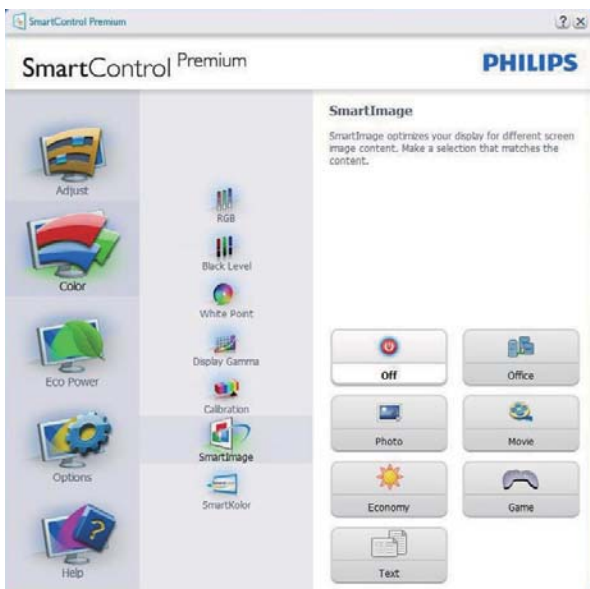 SmartControl Premium
SmartControl Premium
PHILIPS
Adjust
Color
Eco Power
Options
Help
RGB
Black Level
White Point
Display Gamma
Calibration
SmartImage
SmartKolor
SmartImage
SmartImage optimizes your display for different screen
image content. Make a selection that matches the
content.
Off
Office
Photo
Movie
Economy
Game
Text